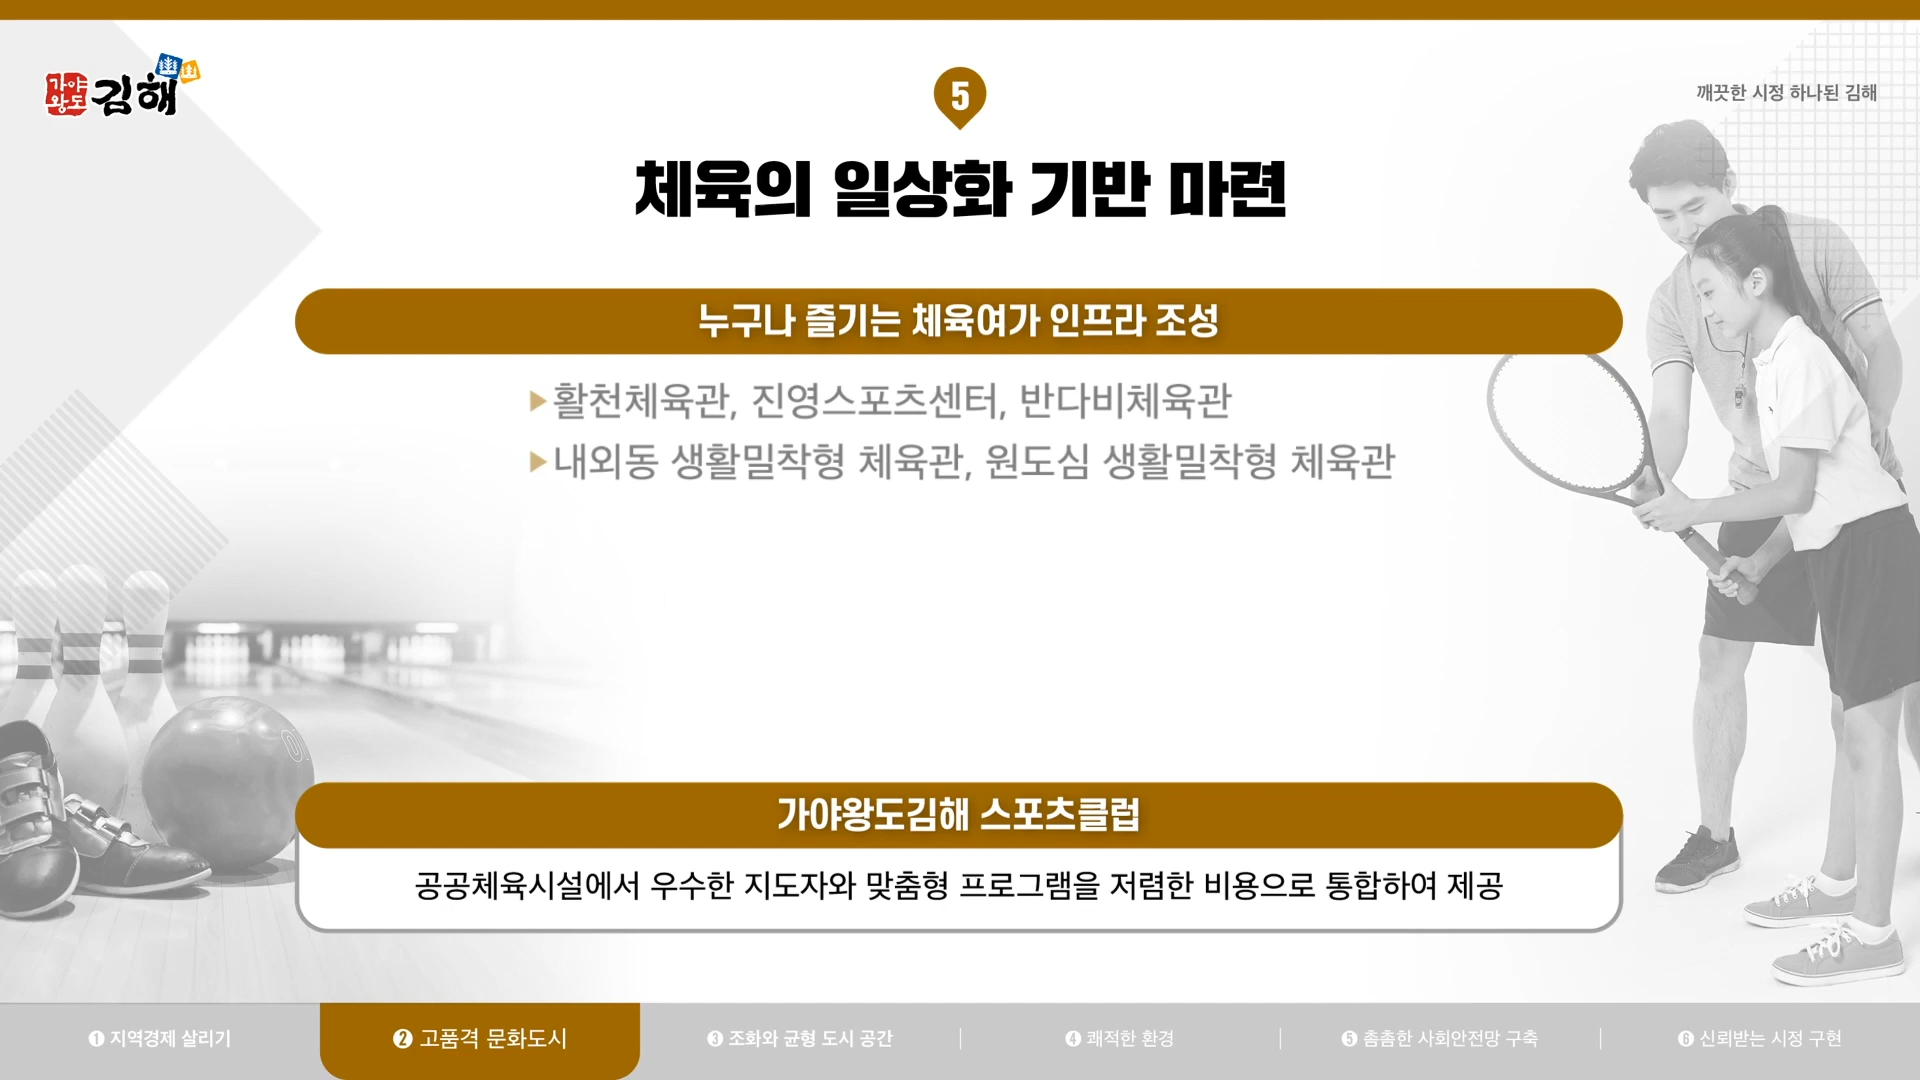 가야
왕도
김해
깨끗한 시정 하나된 김해
5
체육의 일상화 기반 마련
누구나 즐기는 체육여가 인프라 조성
▶활천체육관, 진영스포츠센터, 반다비체육관
▶내외동 생활밀착형 체육관, 원도심 생활밀착형 체육관
가야왕도김해 스포츠클럽
공공체육시설에서 우수한 지도자와 맞춤형 프로그램을 저렴한 비용으로 통합하여 제공
❶ 지역경제 살리기
❷ 고품격 문화도시
❸ 조화와 균형 도시 공간
❹ 쾌적한 환경
❺ 촘촘한 사회안전망 구축
❻ 신뢰받는 시정 구현